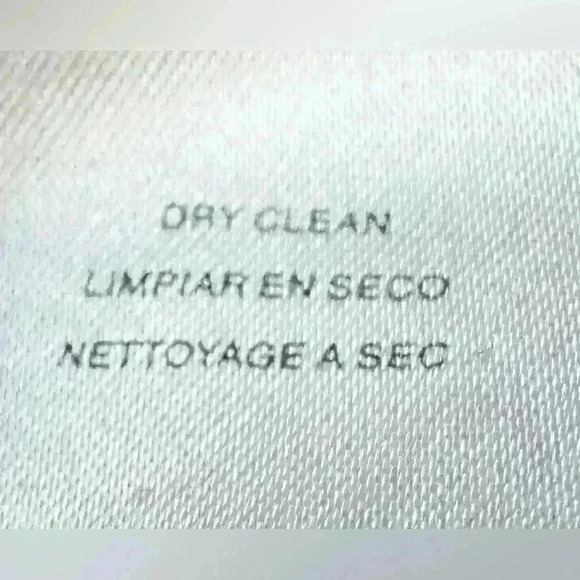 DRY CLEAN
LIMPIAR EN SECO
NETTOYAGE A SEC